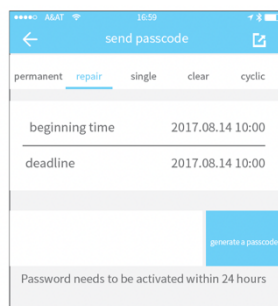 A&AT 16:59
send passcode
permanent repair single clear cyclic
beginning time 2017.08.14 10:00
deadline 2017.08.14 10:00
generate a passcode
Password needs to be activated within 24 hours